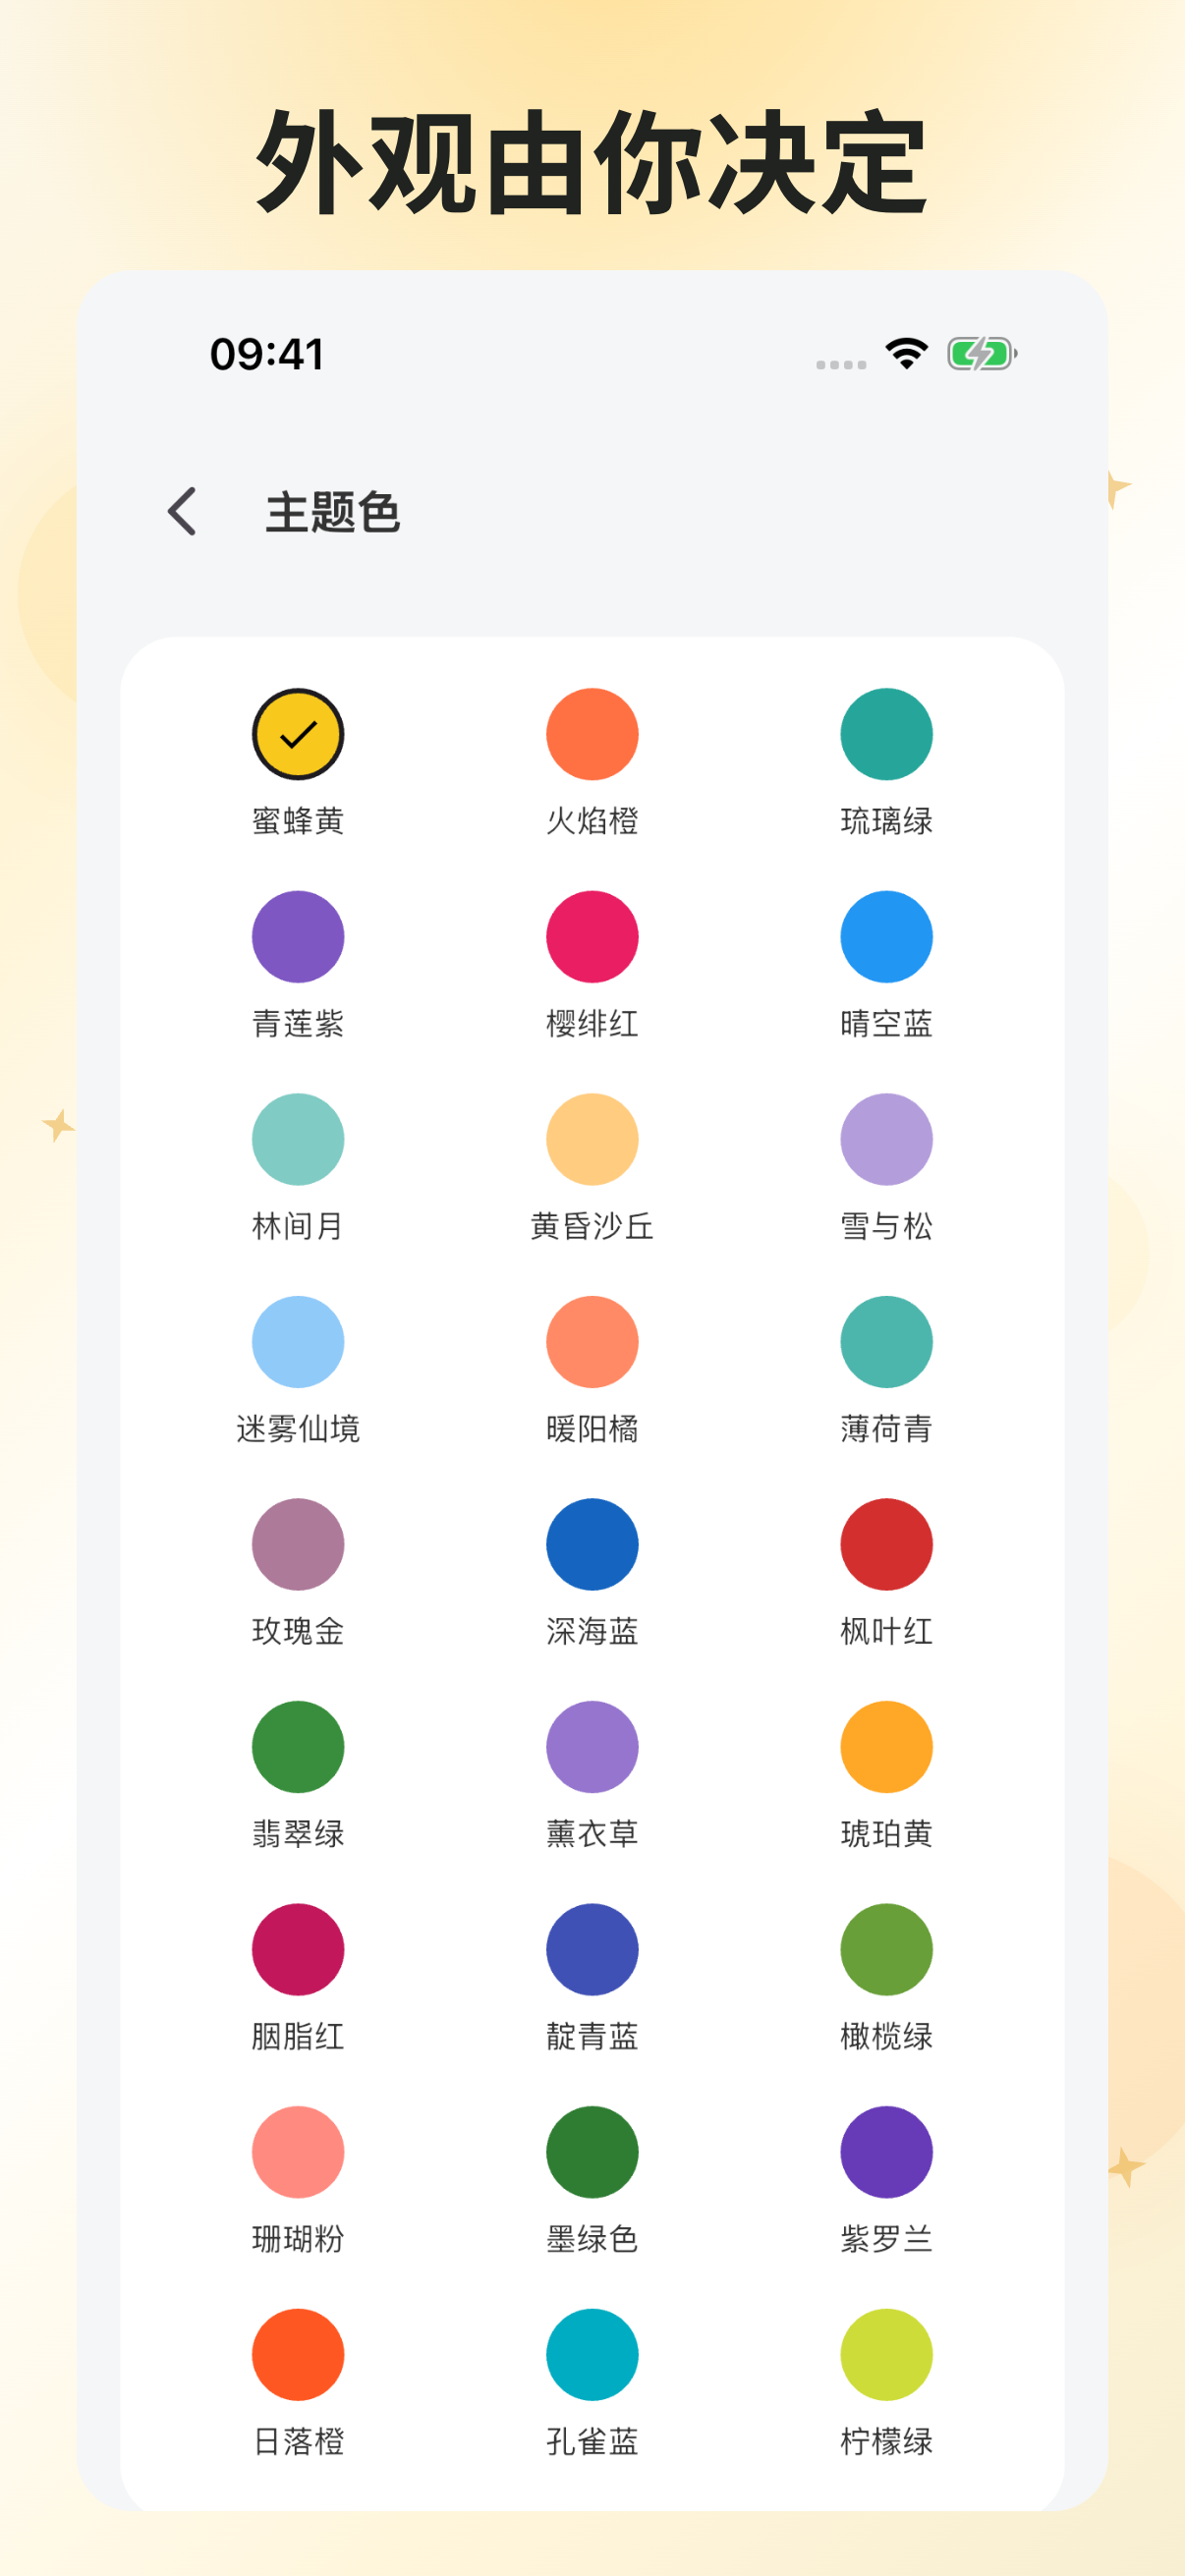 外观由你决定
09:41
主题色
蜜蜂黄 火焰橙 琉璃绿
青莲紫 樱绯红 晴空蓝
林间月 黄昏沙丘 雪与松
迷雾仙境 暖阳橘 薄荷青
玫瑰金 深海蓝 枫叶红
翡翠绿 薰衣草 琥珀黄
胭脂红 靛青蓝 橄榄绿
珊瑚粉 墨绿色 紫罗兰
日落橙 孔雀蓝 柠檬绿